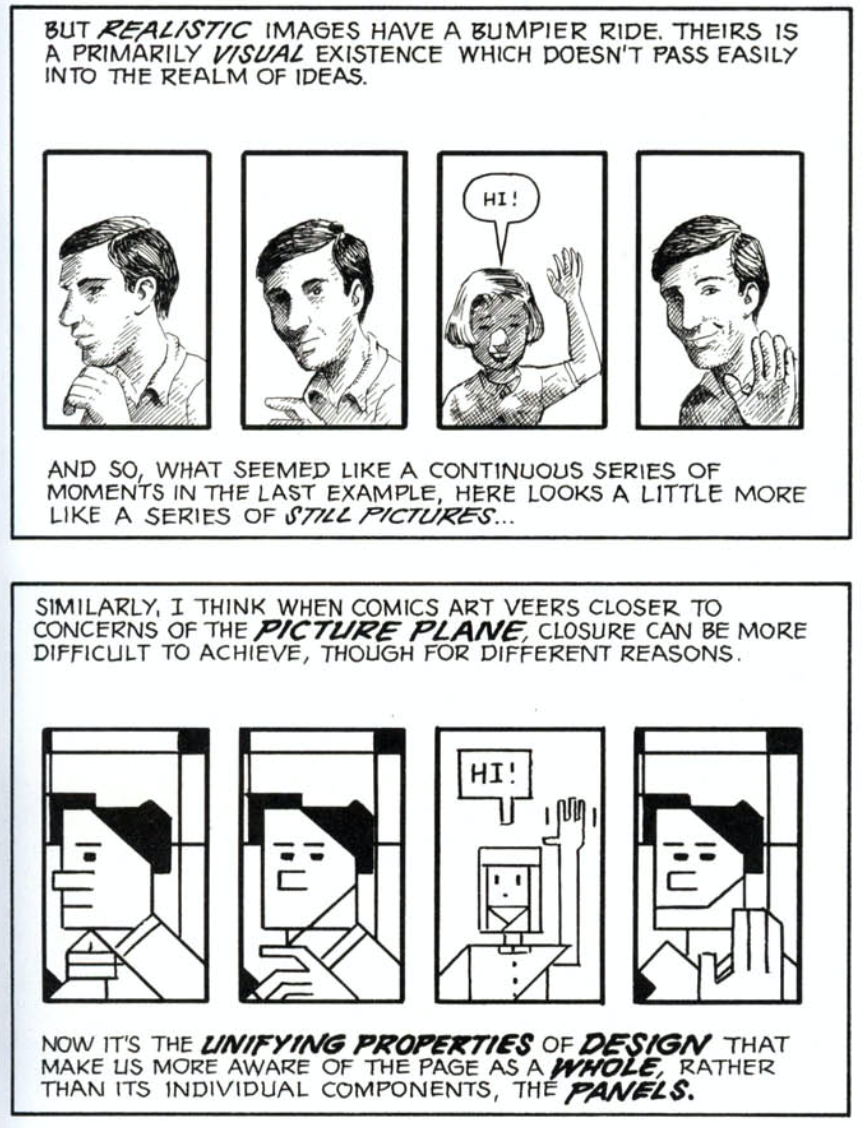 BUT REALISTIC IMAGES HAVE A BUMPIER RIDE. THEIRS IS
A PRIMARILY VISUAL EXISTENCE WHICH DOESN'T PASS EASILY
INTO THE REALM OF IDEAS.
HI!
AND SO, WHAT SEEMED LIKE A CONTINUOUS SERIES OF
MOMENTS IN THE LAST EXAMPLE, HERE LOOKS A LITTLE MORE
LIKE A SERIES OF STILL PICTURES...
SIMILARLY, I THINK WHEN COMICS ART VEERS CLOSER TO
CONCERNS OF THE PICTURE PLANE, CLOSURE CAN BE MORE
DIFFICULT TO ACHIEVE, THOUGH FOR DIFFERENT REASONS.
HI!
NOW IT'S THE UNIFYING PROPERTIES OF DESIGN THAT
MAKE US MORE AWARE OF THE PAGE AS A WHOLE, RATHER
THAN ITS INDIVIDUAL COMPONENTS, THE PANELS.